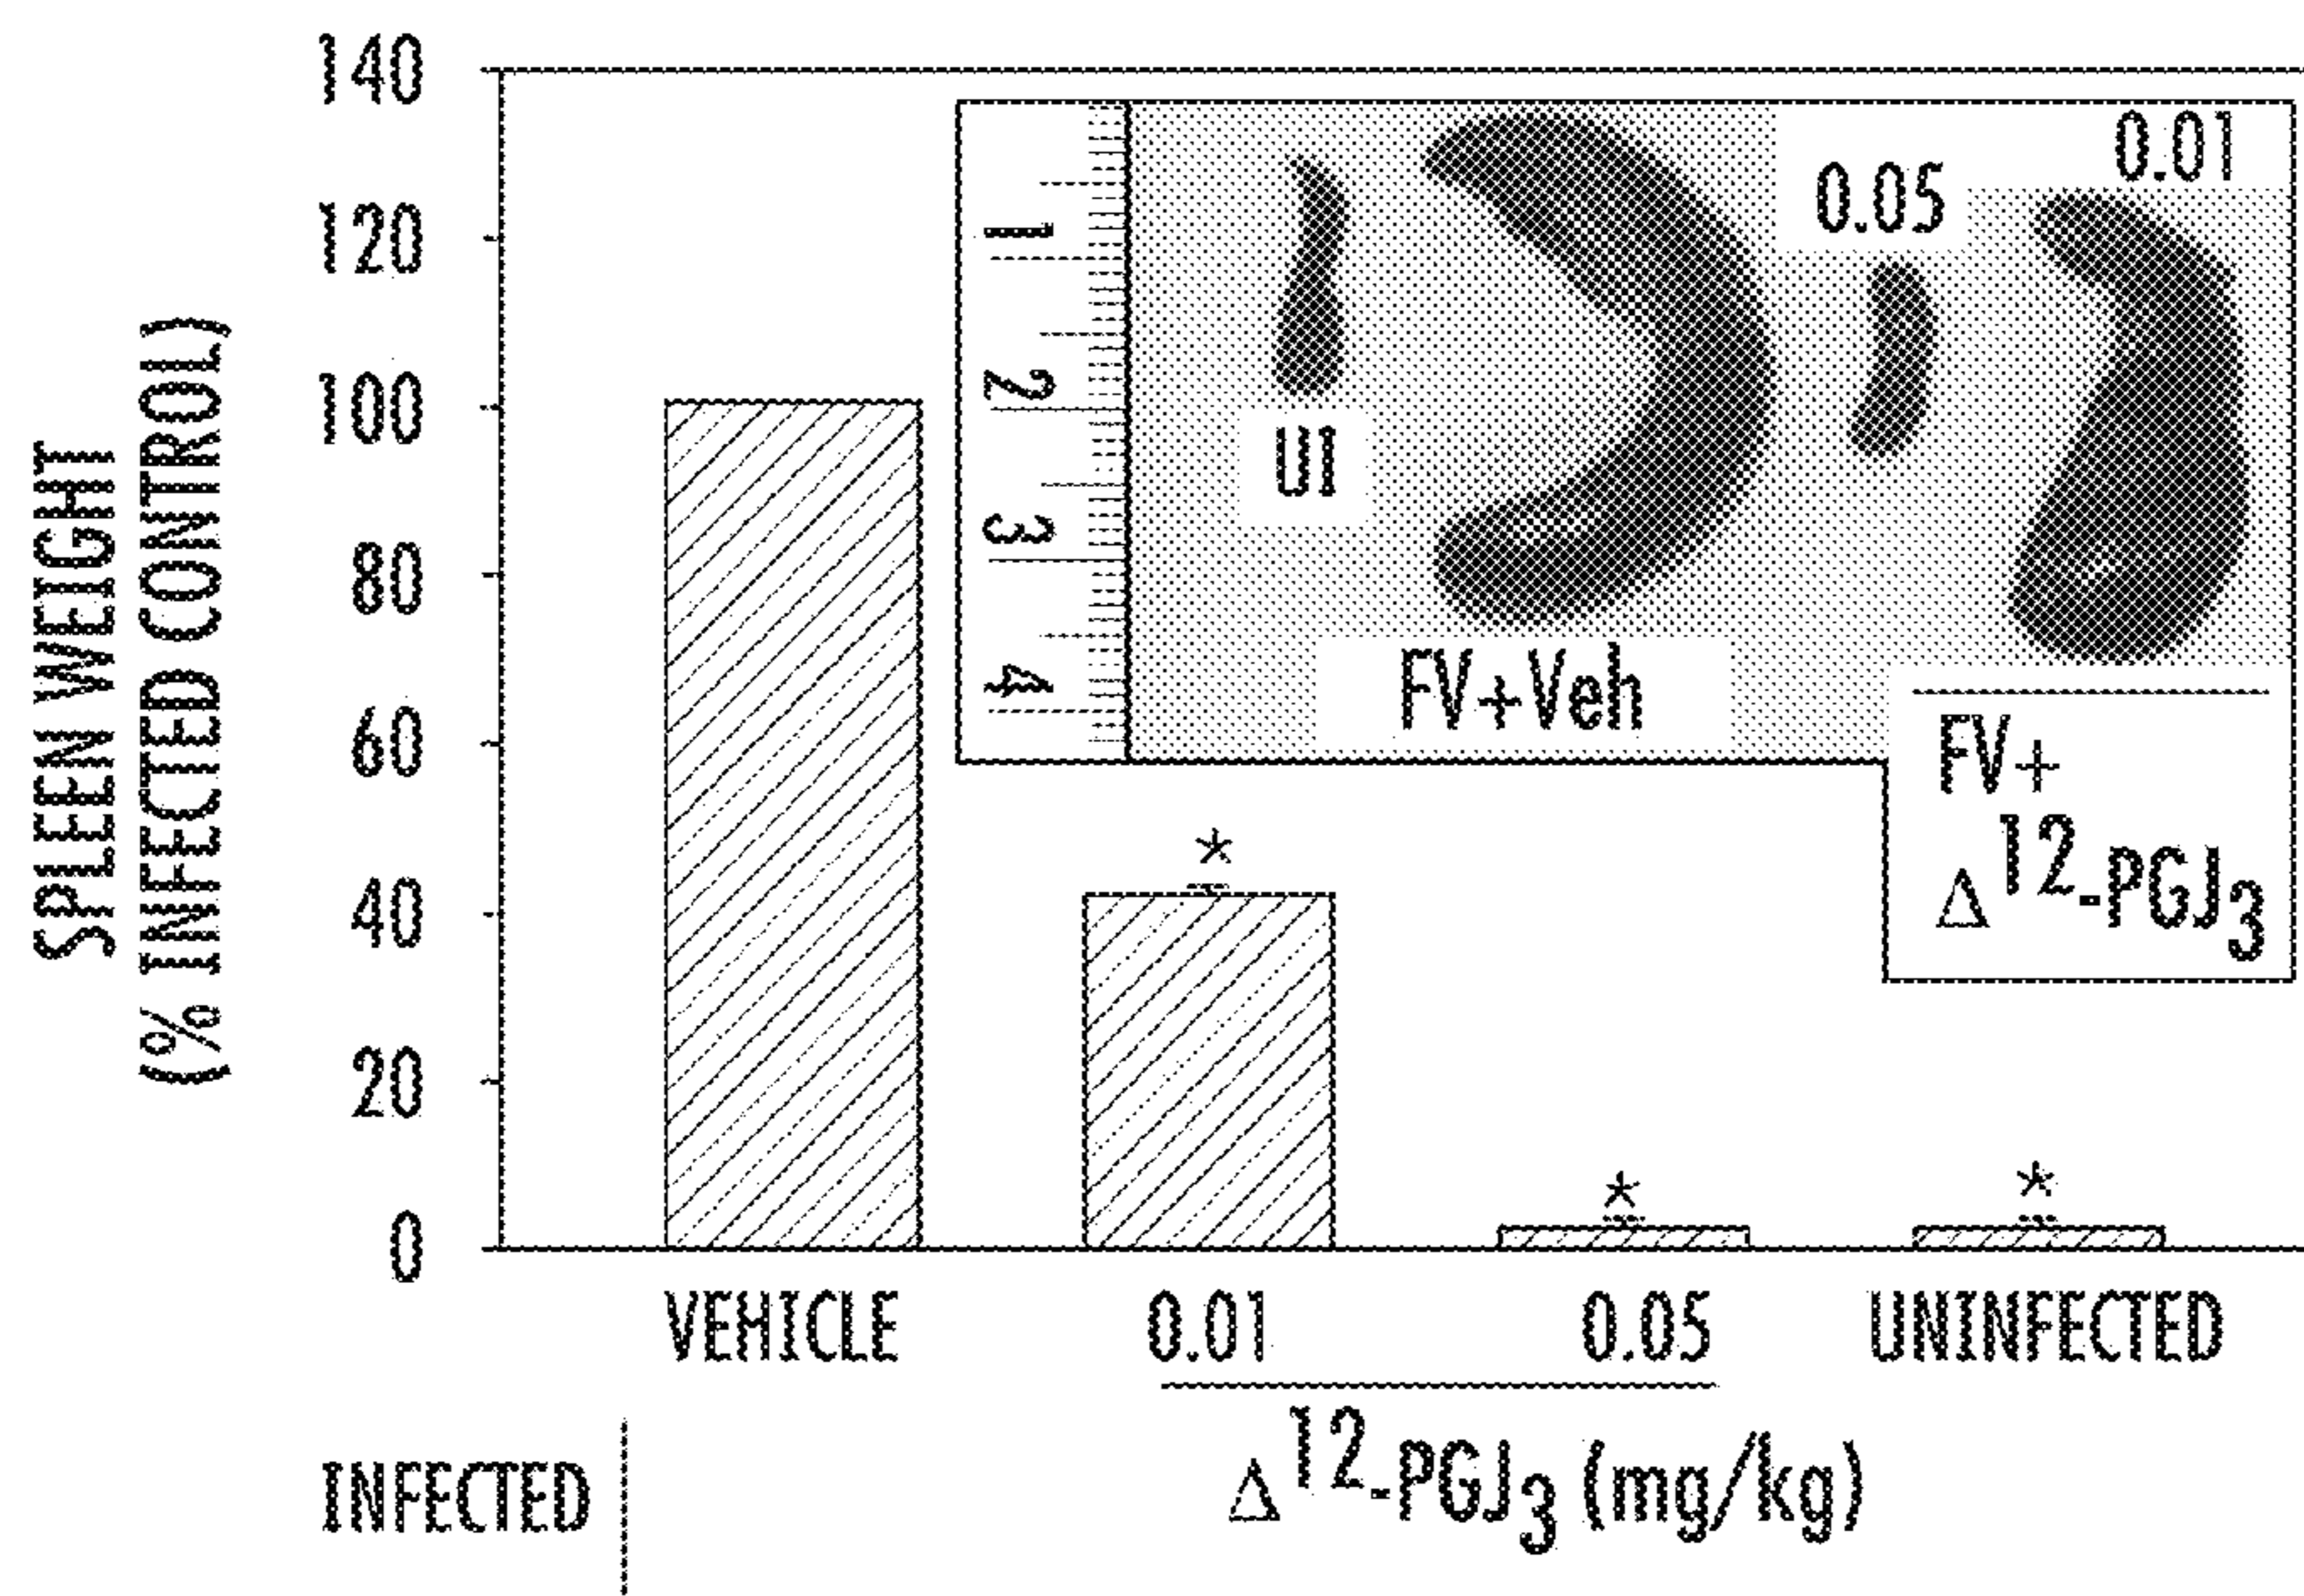 SPLEEN WEIGHT
(% INFECTED CONTROL)
140
120
100
80
60
40
20
0
1
2
3
4
UI
FV+Veh
0.05
0.01
FV+
Δ12-PGJ3
*
*
*
VEHICLE
0.01
0.05
UNINFECTED
Δ12-PGJ3 (mg/kg)
INFECTED